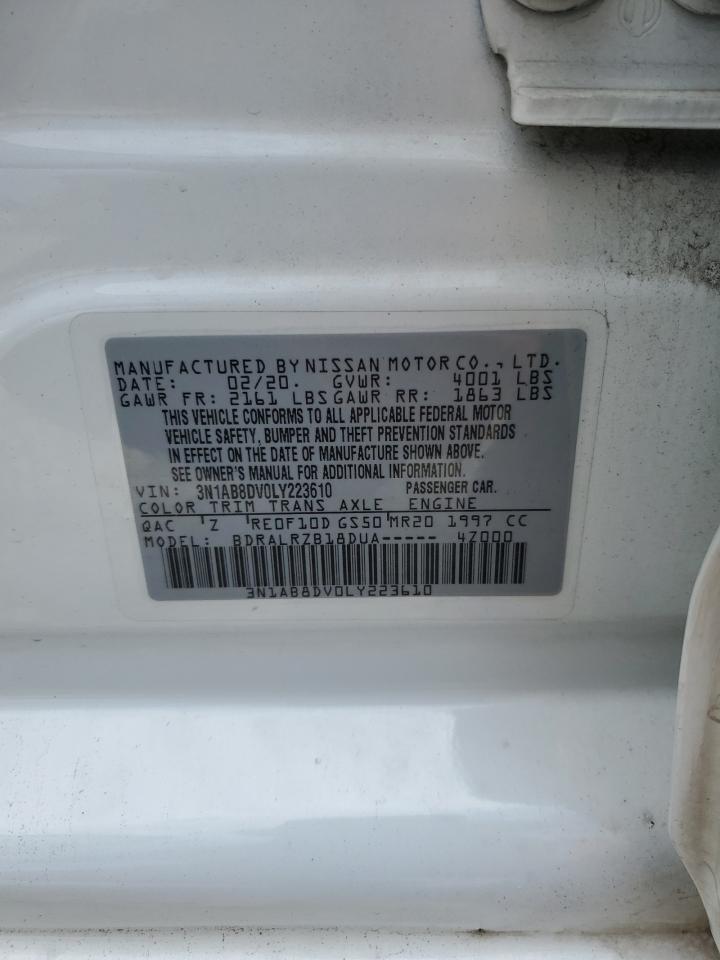 MANUFACTURED BY NISSAN MOTOR CO., LTD.
DATE: 02/20. GVWR: 4001 LBS
GAWR FR: 2161 LBS GAWR RR: 1863 LBS
THIS VEHICLE CONFORMS TO ALL APPLICABLE FEDERAL MOTOR
VEHICLE SAFETY, BUMPER AND THEFT PREVENTION STANDARDS
IN EFFECT ON THE DATE OF MANUFACTURE SHOWN ABOVE.
SEE OWNER'S MANUAL FOR ADDITIONAL INFORMATION.
VIN: 3N1AB8DV0LY223610 PASSENGER CAR.
COLOR TRIM TRANS AXLE ENGINE
QAC Z RE0F10D GS50 MR20 1997 CC
MODEL: BDRALRZB18DUA----- 4Z000
3N1AB8DV0LY223610